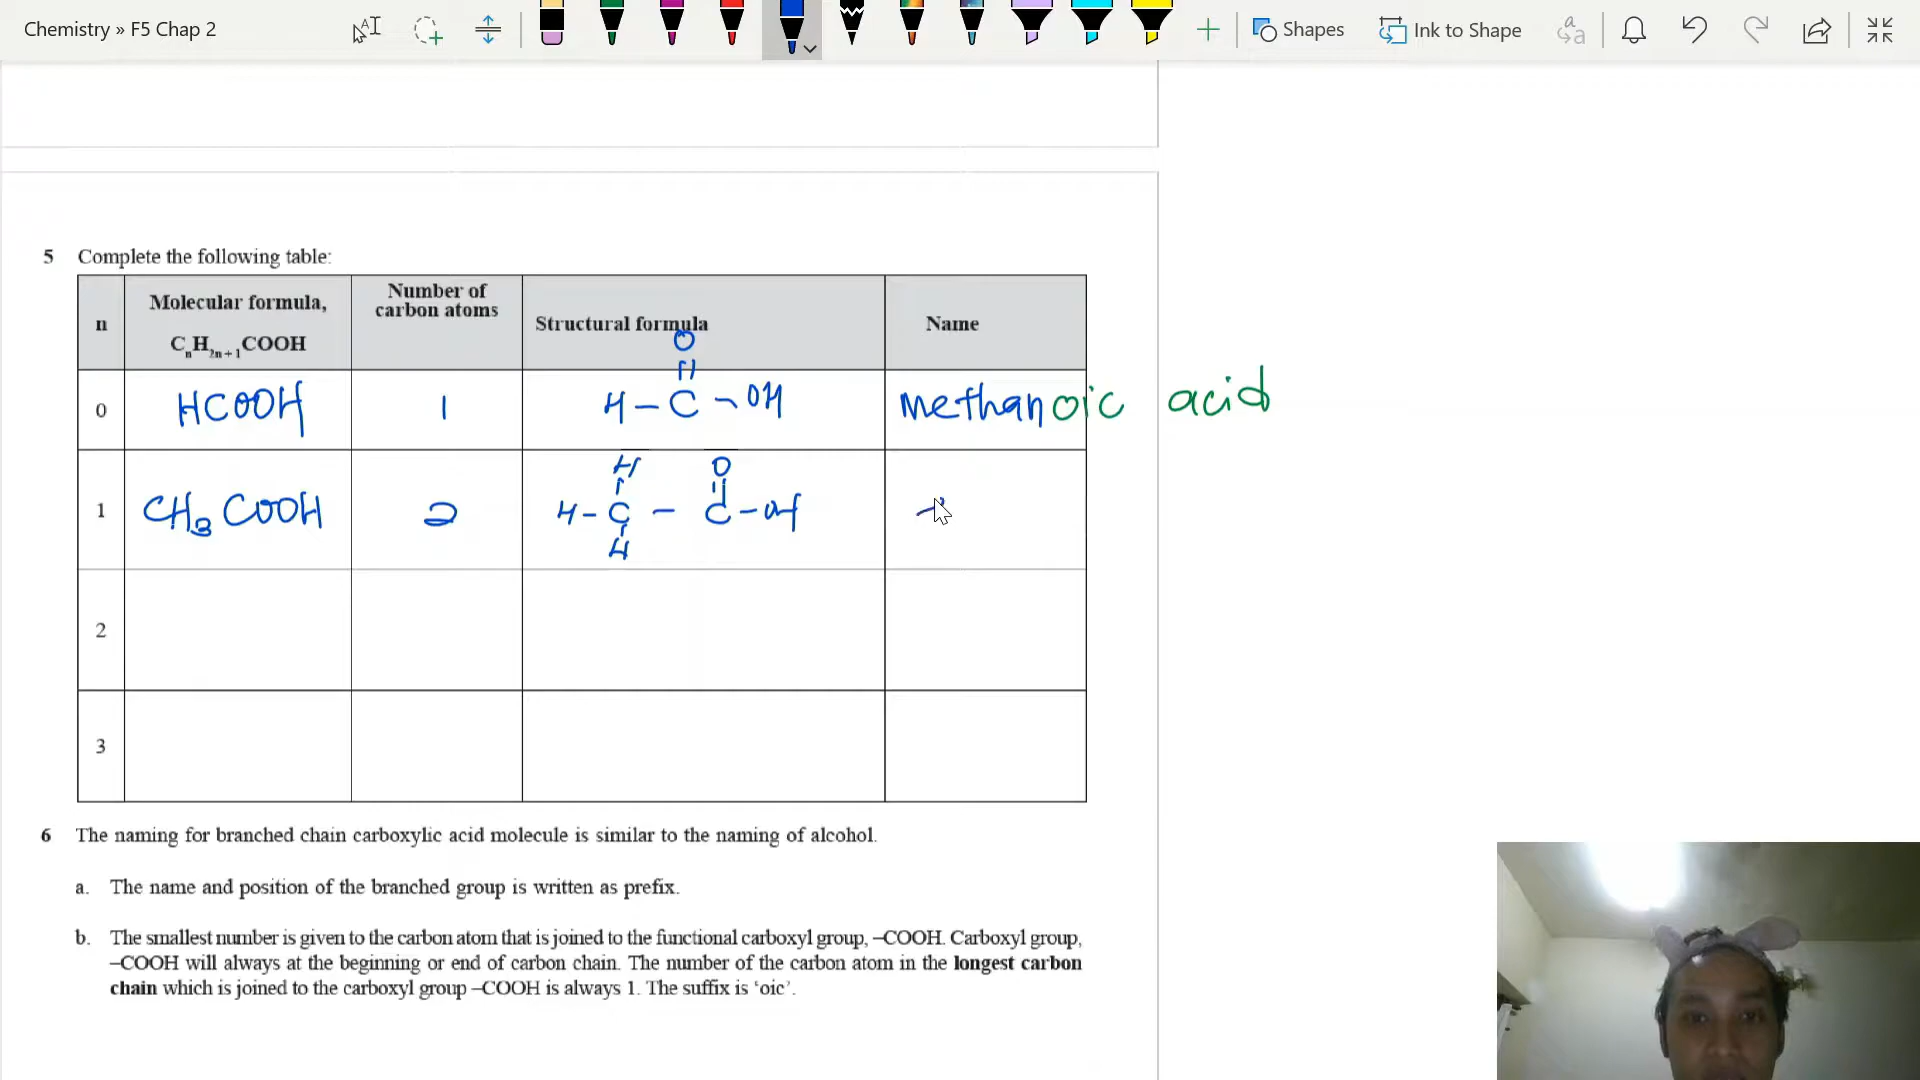 Chemistry » F5 Chap 2
Shapes
Ink to Shape
5 Complete the following table:
n
Molecular formula, CnH2n+1COOH
Number of carbon atoms
Structural formula
Name
0
HCOOH
1
O
H – C – OH
methanoic acid
1
CH3COOH
2
H O
H – C – C – OH
H
2
3
6 The naming for branched chain carboxylic acid molecule is similar to the naming of alcohol.
a. The name and position of the branched group is written as prefix.
b. The smallest number is given to the carbon atom that is joined to the functional carboxyl group, –COOH. Carboxyl group,
–COOH will always at the beginning or end of carbon chain. The number of the carbon atom in the longest carbon
chain which is joined to the carboxyl group –COOH is always 1. The suffix is ‘oic’.